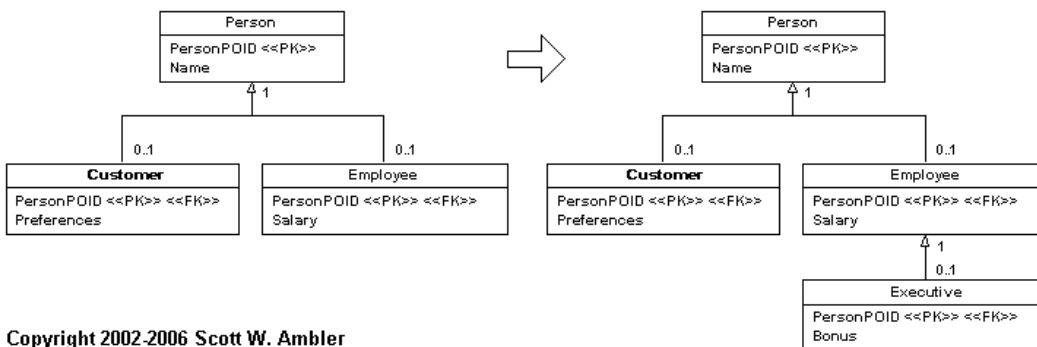 Person
PersonPOID <<PK>>
Name
1
0..1
0..1
Customer
PersonPOID <<PK>> <<FK>>
Preferences
Employee
PersonPOID <<PK>> <<FK>>
Salary
Person
PersonPOID <<PK>>
Name
1
0..1
0..1
Customer
PersonPOID <<PK>> <<FK>>
Preferences
Employee
PersonPOID <<PK>> <<FK>>
Salary
1
0..1
Executive
PersonPOID <<PK>> <<FK>>
Bonus
Copyright 2002-2006 Scott W. Ambler